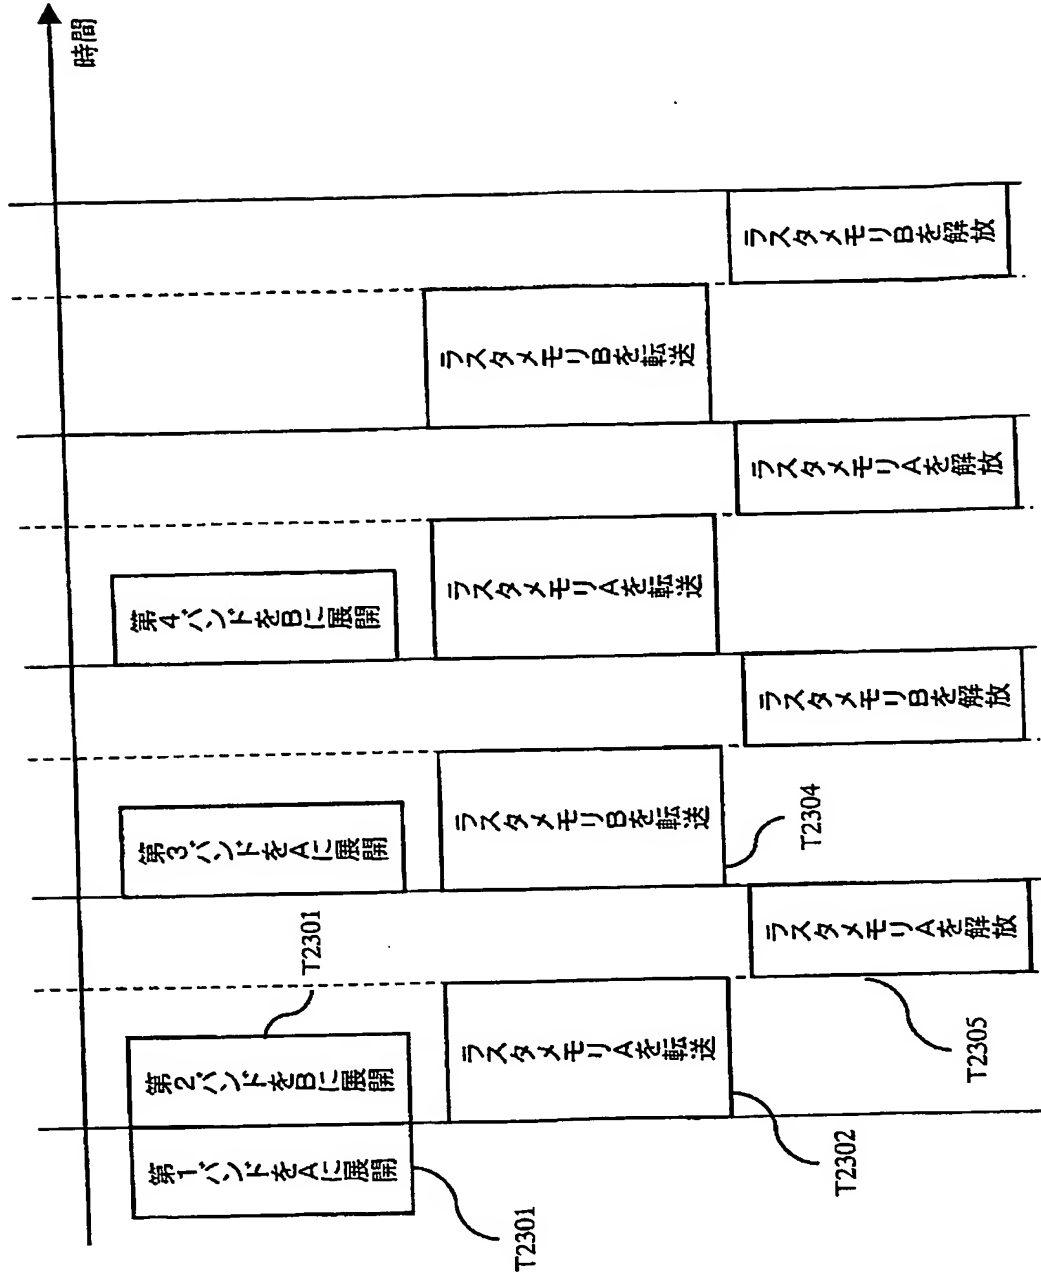 時間
第1バンドをAに展開
第2バンドをBに展開
第3バンドをAに展開
第4バンドをBに展開
T2301
T2301
ラスタメモリAを転送
ラスタメモリBを転送
ラスタメモリAを転送
ラスタメモリBを転送
T2302
T2304
ラスタメモリAを解放
ラスタメモリBを解放
ラスタメモリAを解放
ラスタメモリBを解放
T2305